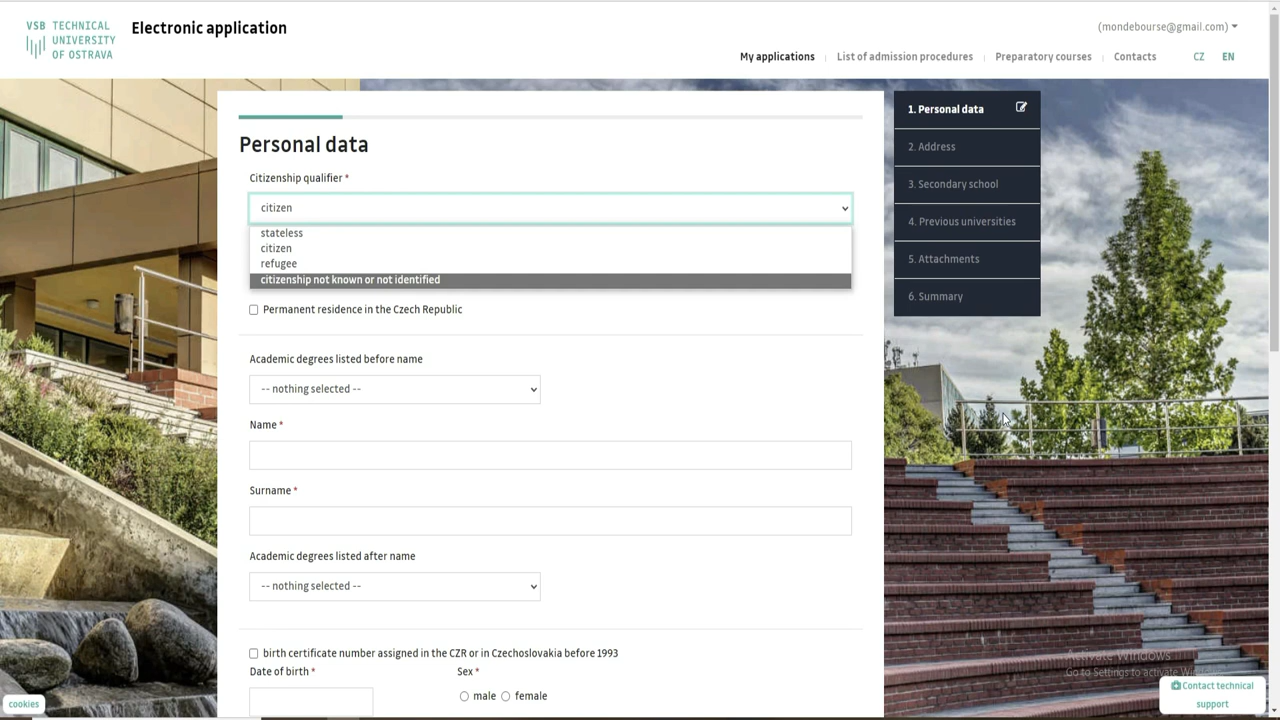 VSB TECHNICAL
UNIVERSITY
OF OSTRAVA
Electronic application
(mondebourse@gmail.com)
My applications
List of admission procedures
Preparatory courses
Contacts
CZ
EN
Personal data
Citizenship qualifier *
citizen
stateless
citizen
refugee
citizenship not known or not identified
Permanent residence in the Czech Republic
Academic degrees listed before name
-- nothing selected --
Name *
Surname *
Academic degrees listed after name
-- nothing selected --
birth certificate number assigned in the CZR or in Czechoslovakia before 1993
Date of birth *
Sex *
male
female
1. Personal data
2. Address
3. Secondary school
4. Previous universities
5. Attachments
6. Summary
Activate Windows
Go to Settings to activate
Contact technical
support
cookies